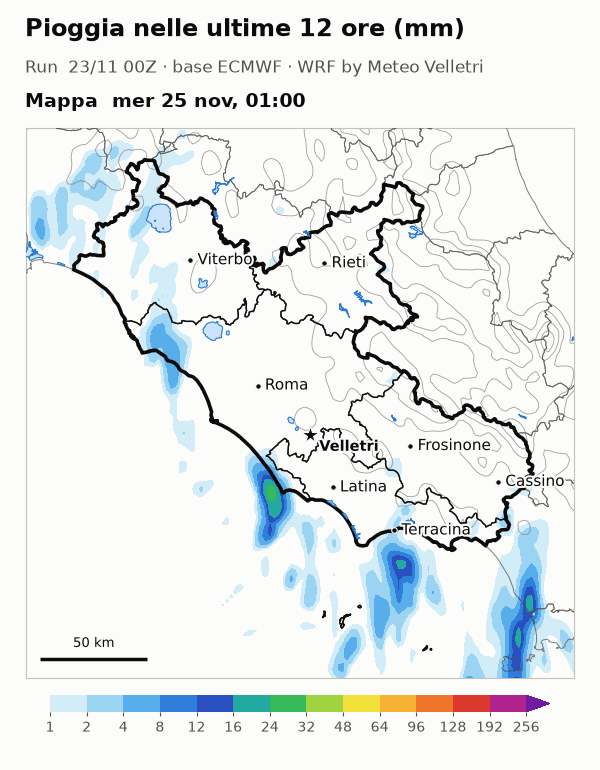 Pioggia nelle ultime 12 ore (mm)
Run 23/11 00Z · base ECMWF · WRF by Meteo Velletri
Mappa mer 25 nov, 01:00
Viterbo
Rieti
Roma
Velletri
Frosinone
Latina
Cassino
Terracina
50 km
1 2 4 8 12 16 24 32 48 64 96 128 192 256